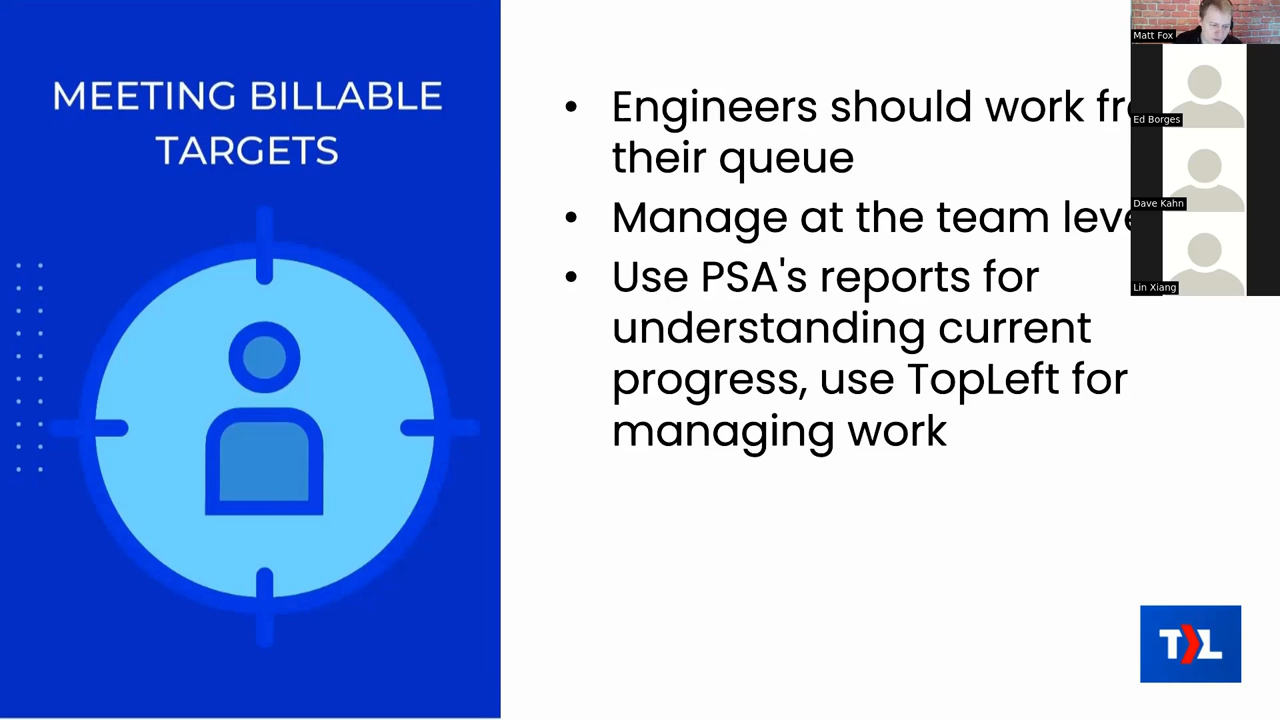 MEETING BILLABLE
TARGETS
• Engineers should work fr
their queue
• Manage at the team leve
• Use PSA's reports for
understanding current
progress, use TopLeft for
managing work
Matt Fox
Ed Borges
Dave Kahn
Lin Xiang
TL